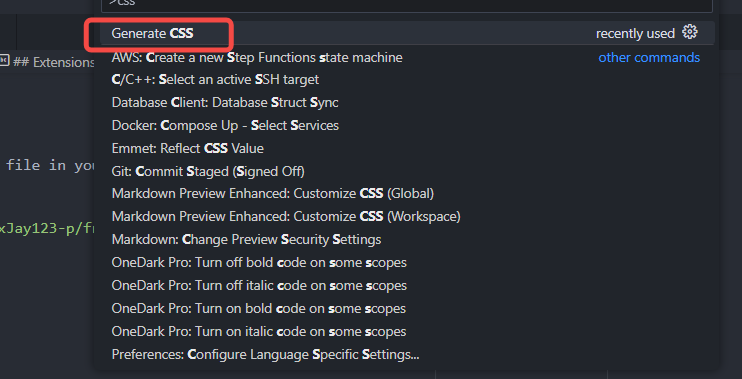 >css
Generate CSS
recently used
## Extensions
AWS: Create a new Step Functions state machine
other commands
C/C++: Select an active SSH target
Database Client: Database Struct Sync
Docker: Compose Up - Select Services
Emmet: Reflect CSS Value
file in you
Git: Commit Staged (Signed Off)
Markdown Preview Enhanced: Customize CSS (Global)
Markdown Preview Enhanced: Customize CSS (Workspace)
xJay123-p/fr
Markdown: Change Preview Security Settings
OneDark Pro: Turn off bold code on some scopes
OneDark Pro: Turn off italic code on some scopes
OneDark Pro: Turn on bold code on some scopes
OneDark Pro: Turn on italic code on some scopes
Preferences: Configure Language Specific Settings...